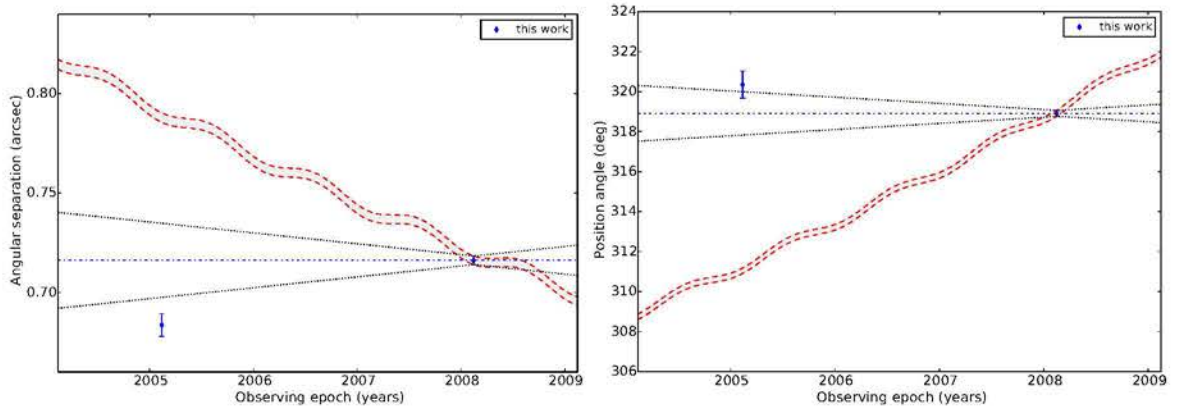 this work
0.80
0.75
0.70
Angular separation (arcsec)
2005 2006 2007 2008 2009
Observing epoch (years)
this work
324
322
320
318
316
314
312
310
308
306
Position angle (deg)
2005 2006 2007 2008 2009
Observing epoch (years)